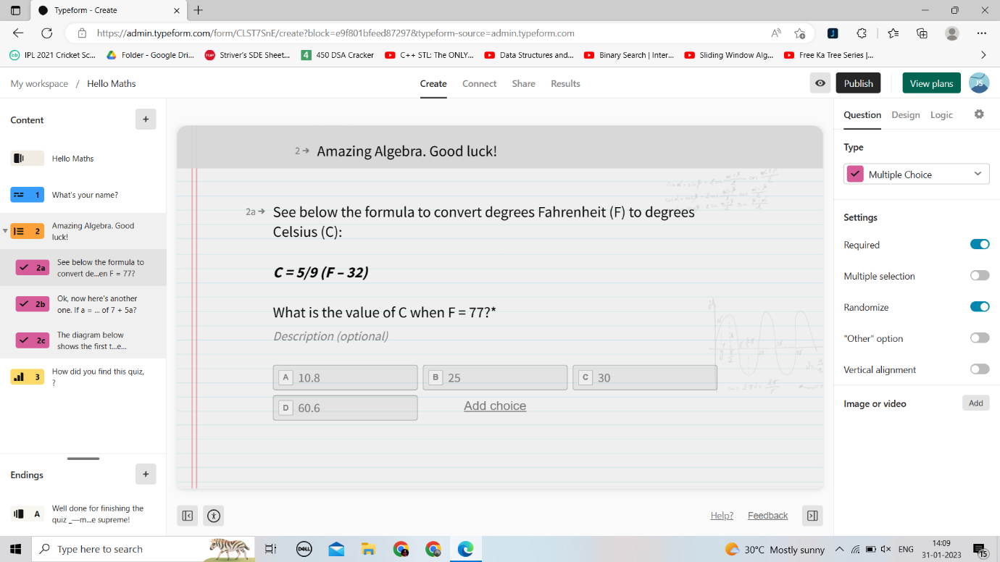 Typeform - Create
https://admin.typeform.com/form/CLST7SnE/create?block=e9f801bfeed87297&typeform-source=admin.typeform.com
IPL 2021 Cricket Sc... Folder - Google Dri... Striver's SDE Sheet... 450 DSA Cracker C++ STL: The ONLY... Data Structures and... Binary Search | Inter... Sliding Window Alg... Free Ka Tree Series |...
My workspace / Hello Maths
Create Connect Share Results
Publish View plans JS
Content +
Hello Maths
1 What's your name?
2 Amazing Algebra. Good
luck!
2a See below the formula to
convert de...en F = 77?
2b Ok, now here's another
one. If a = ... of 7 + 5a?
2c The diagram below
shows the first t...e...
3 How did you find this quiz,
?
Endings +
A Well done for finishing the
quiz _—m...e supreme!
2 → Amazing Algebra. Good luck!
2a → See below the formula to convert degrees Fahrenheit (F) to degrees
Celsius (C):
C = 5/9 (F – 32)
What is the value of C when F = 77?*
Description (optional)
A 10.8
B 25
C 30
D 60.6
Add choice
Help? Feedback
Question Design Logic
Type
Multiple Choice
Settings
Required
Multiple selection
Randomize
"Other" option
Vertical alignment
Image or video Add
Type here to search
DELL
30°C Mostly sunny
ENG
14:09
31-01-2023
15